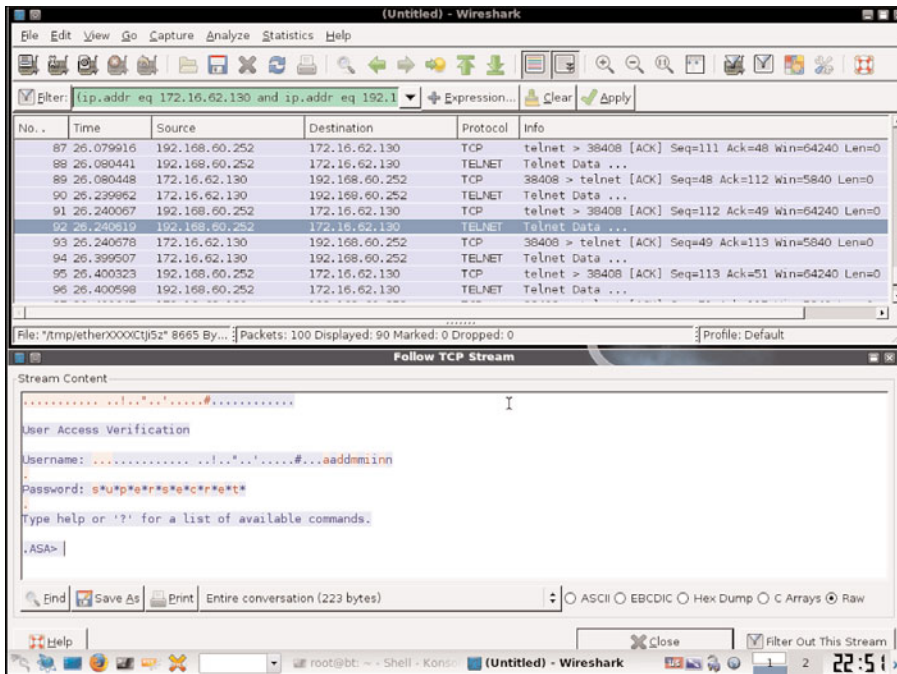 (Untitled) - Wireshark
File Edit View Go Capture Analyze Statistics Help
Filter: (ip.addr eq 172.16.62.130 and ip.addr eq 192.1 Expression... Clear Apply
No. . Time Source Destination Protocol Info
87 26.079916 192.168.60.252 172.16.62.130 TCP telnet > 38408 [ACK] Seq=111 Ack=48 Win=64240 Len=0
88 26.080441 192.168.60.252 172.16.62.130 TELNET Telnet Data ...
89 26.080448 172.16.62.130 192.168.60.252 TCP 38408 > telnet [ACK] Seq=48 Ack=112 Win=5840 Len=0
90 26.239862 172.16.62.130 192.168.60.252 TELNET Telnet Data ...
91 26.240067 192.168.60.252 172.16.62.130 TCP telnet > 38408 [ACK] Seq=112 Ack=49 Win=64240 Len=0
92 26.240619 192.168.60.252 172.16.62.130 TELNET Telnet Data ...
93 26.240678 172.16.62.130 192.168.60.252 TCP 38408 > telnet [ACK] Seq=49 Ack=113 Win=5840 Len=0
94 26.399507 172.16.62.130 192.168.60.252 TELNET Telnet Data ...
95 26.400323 192.168.60.252 172.16.62.130 TCP telnet > 38408 [ACK] Seq=113 Ack=51 Win=64240 Len=0
96 26.400598 192.168.60.252 172.16.62.130 TELNET Telnet Data ...
File: "/tmp/etherXXXXCtJi5z" 8665 By... Packets: 100 Displayed: 90 Marked: 0 Dropped: 0 Profile: Default
Follow TCP Stream
Stream Content
........... ..!.."..'.....#............
User Access Verification
Username: ................ ..!.."..'.....#...aaddmmiinn
.
Password: s*u*p*e*r*s*e*c*r*e*t*
.
Type help or '?' for a list of available commands.
.ASA>
Find Save As Print Entire conversation (223 bytes) ASCII EBCDIC Hex Dump C Arrays Raw
Help Close Filter Out This Stream
root@bt: ~ - Shell - Konso (Untitled) - Wireshark 1 2 22:51